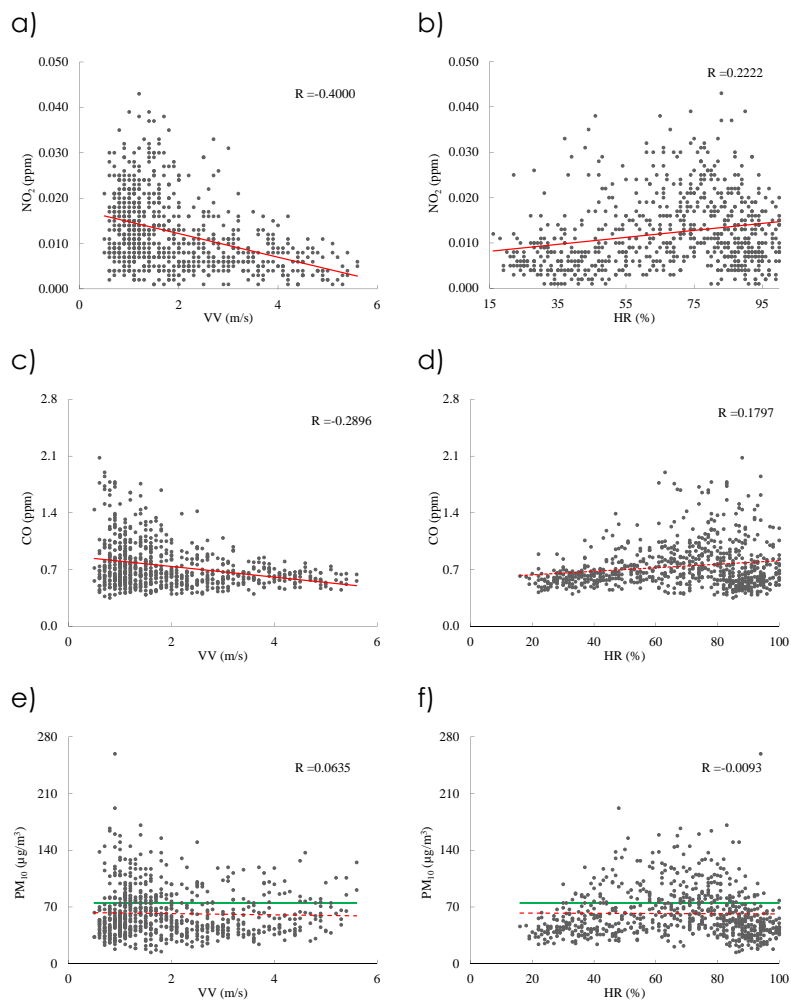 a)
0.050
0.040
0.030
0.020
0.010
0.000
NO2 (ppm)
R =-0.4000
0
2
4
6
VV (m/s)
b)
0.050
0.040
0.030
0.020
0.010
0.000
NO2 (ppm)
R =0.2222
15
35
55
75
95
HR (%)
c)
2.8
2.1
1.4
0.7
0.0
CO (ppm)
R =-0.2896
0
2
4
6
VV (m/s)
d)
2.8
2.1
1.4
0.7
0.0
CO (ppm)
R =0.1797
0
20
40
60
80
100
HR (%)
e)
280
210
140
70
0
PM10 (µg/m³)
R =0.0635
0
2
4
6
VV (m/s)
f)
280
210
140
70
0
PM10 (µg/m³)
R =-0.0093
0
20
40
60
80
100
HR (%)